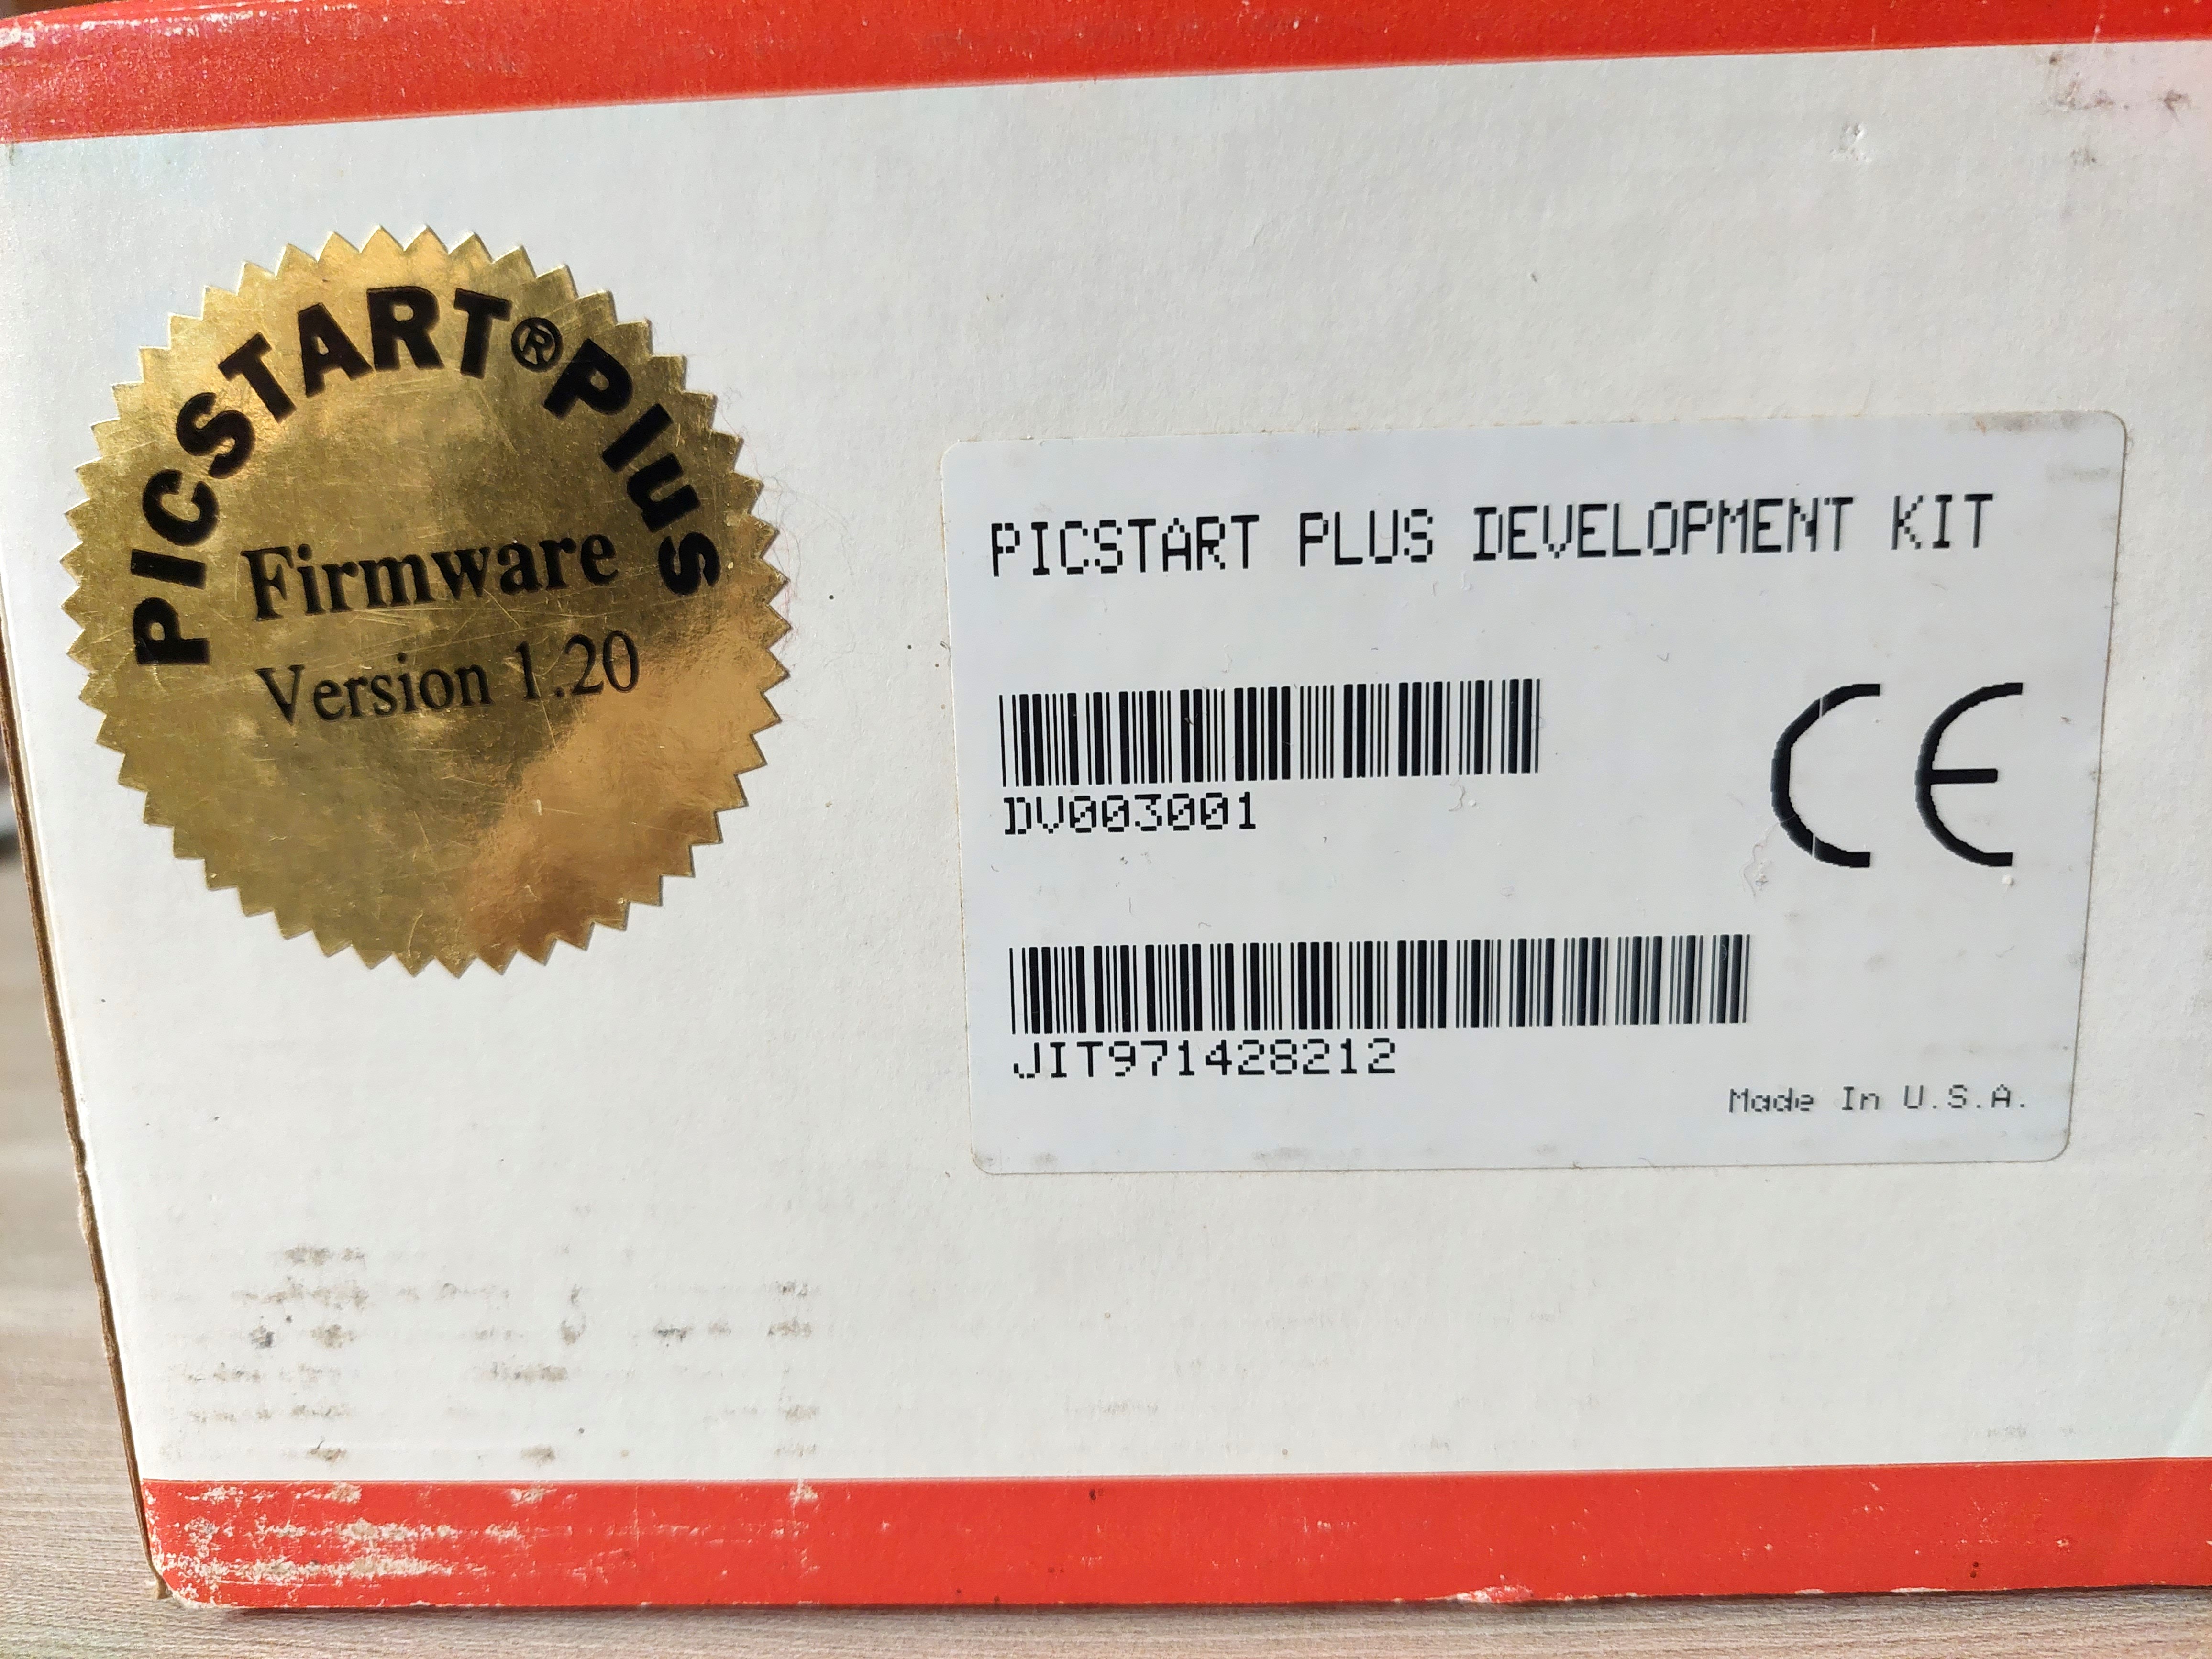 PICSTART® Plus
Firmware
Version 1.20
PICSTART PLUS DEVELOPMENT KIT
DV003001
CE
JIT971428212
Made In U.S.A.